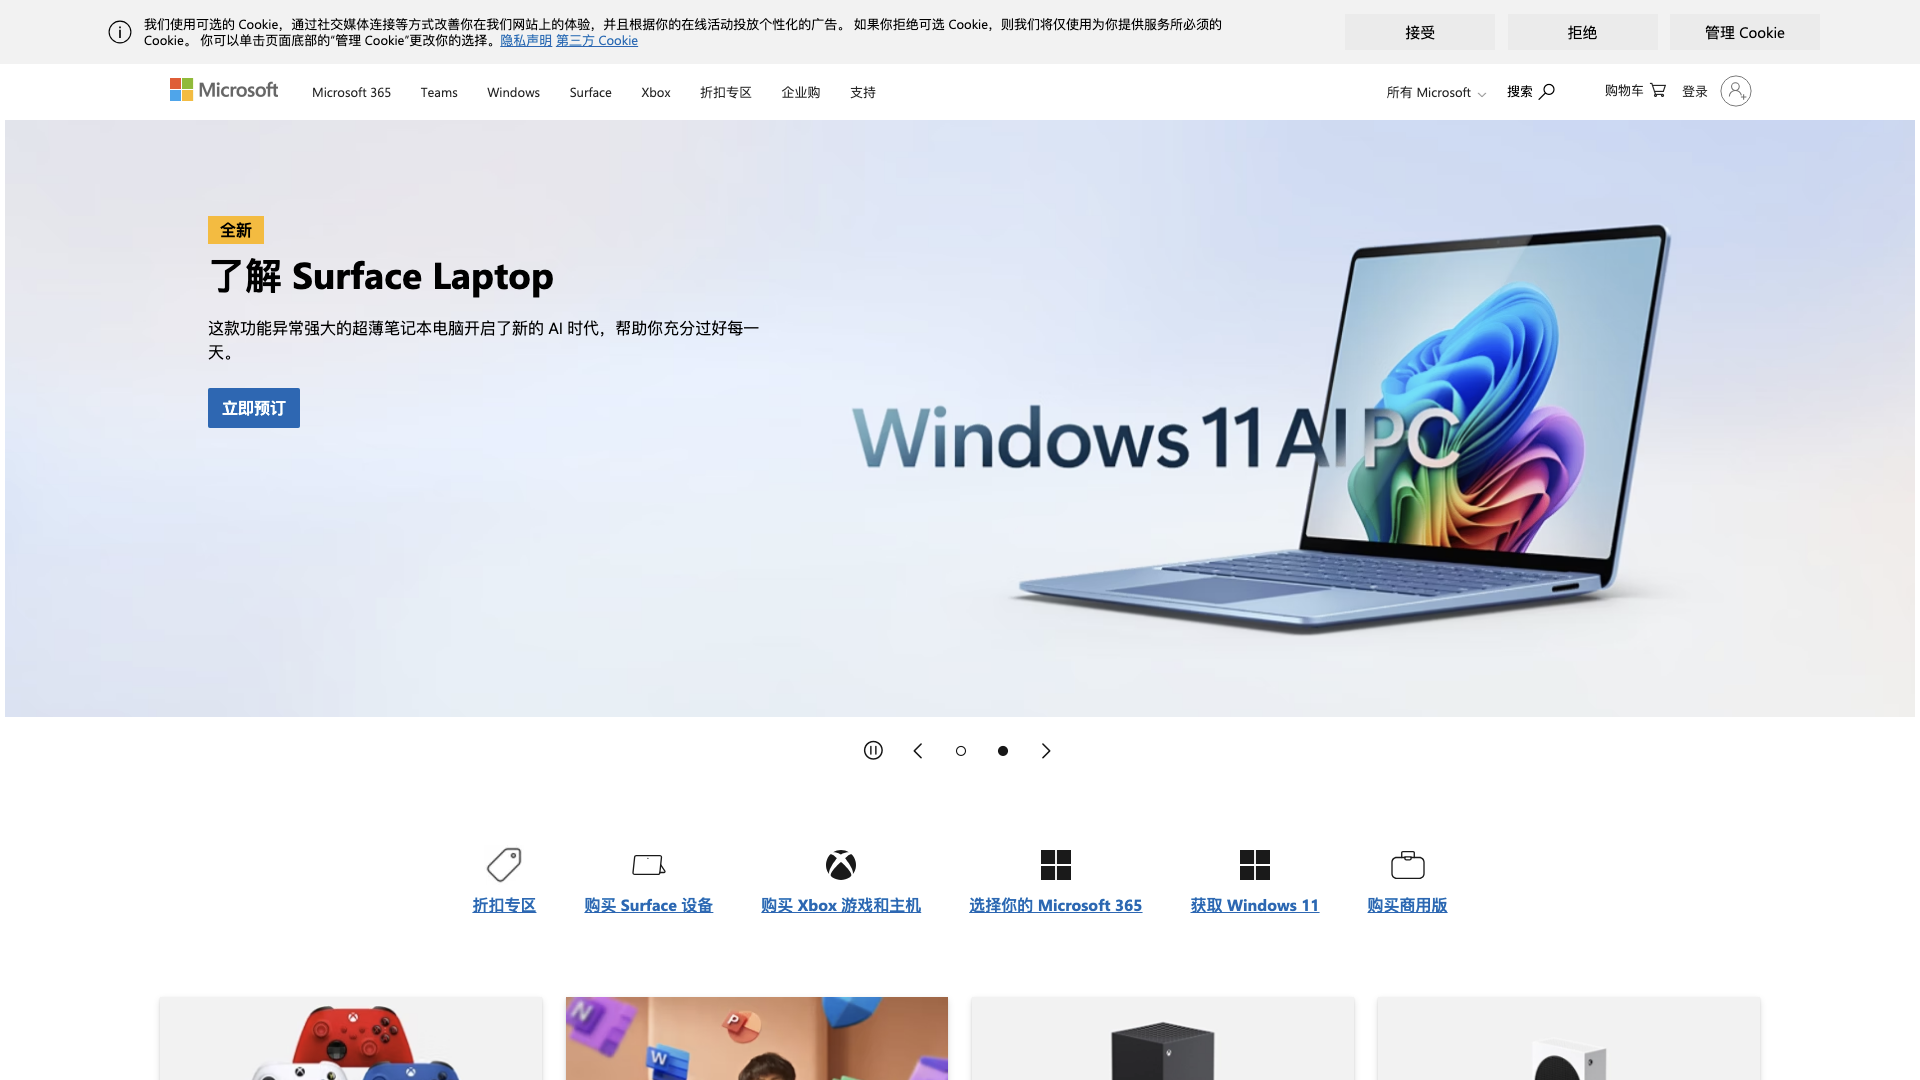 我们使用可选的 Cookie，通过社交媒体连接等方式改善你在我们网站上的体验，并且根据你的在线活动投放个性化的广告。 如果你拒绝可选 Cookie，则我们将仅使用为你提供服务所必须的
Cookie。 你可以单击页面底部的“管理 Cookie”更改你的选择。隐私声明 第三方 Cookie
接受
拒绝
管理 Cookie
Microsoft
Microsoft 365
Teams
Windows
Surface
Xbox
折扣专区
企业购
支持
所有 Microsoft
搜索
购物车
登录
全新
了解 Surface Laptop
这款功能异常强大的超薄笔记本电脑开启了新的 AI 时代，帮助你充分过好每一
天。
立即预订
Windows 11 AI PC
折扣专区
购买 Surface 设备
购买 Xbox 游戏和主机
选择你的 Microsoft 365
获取 Windows 11
购买商用版
N
P
W